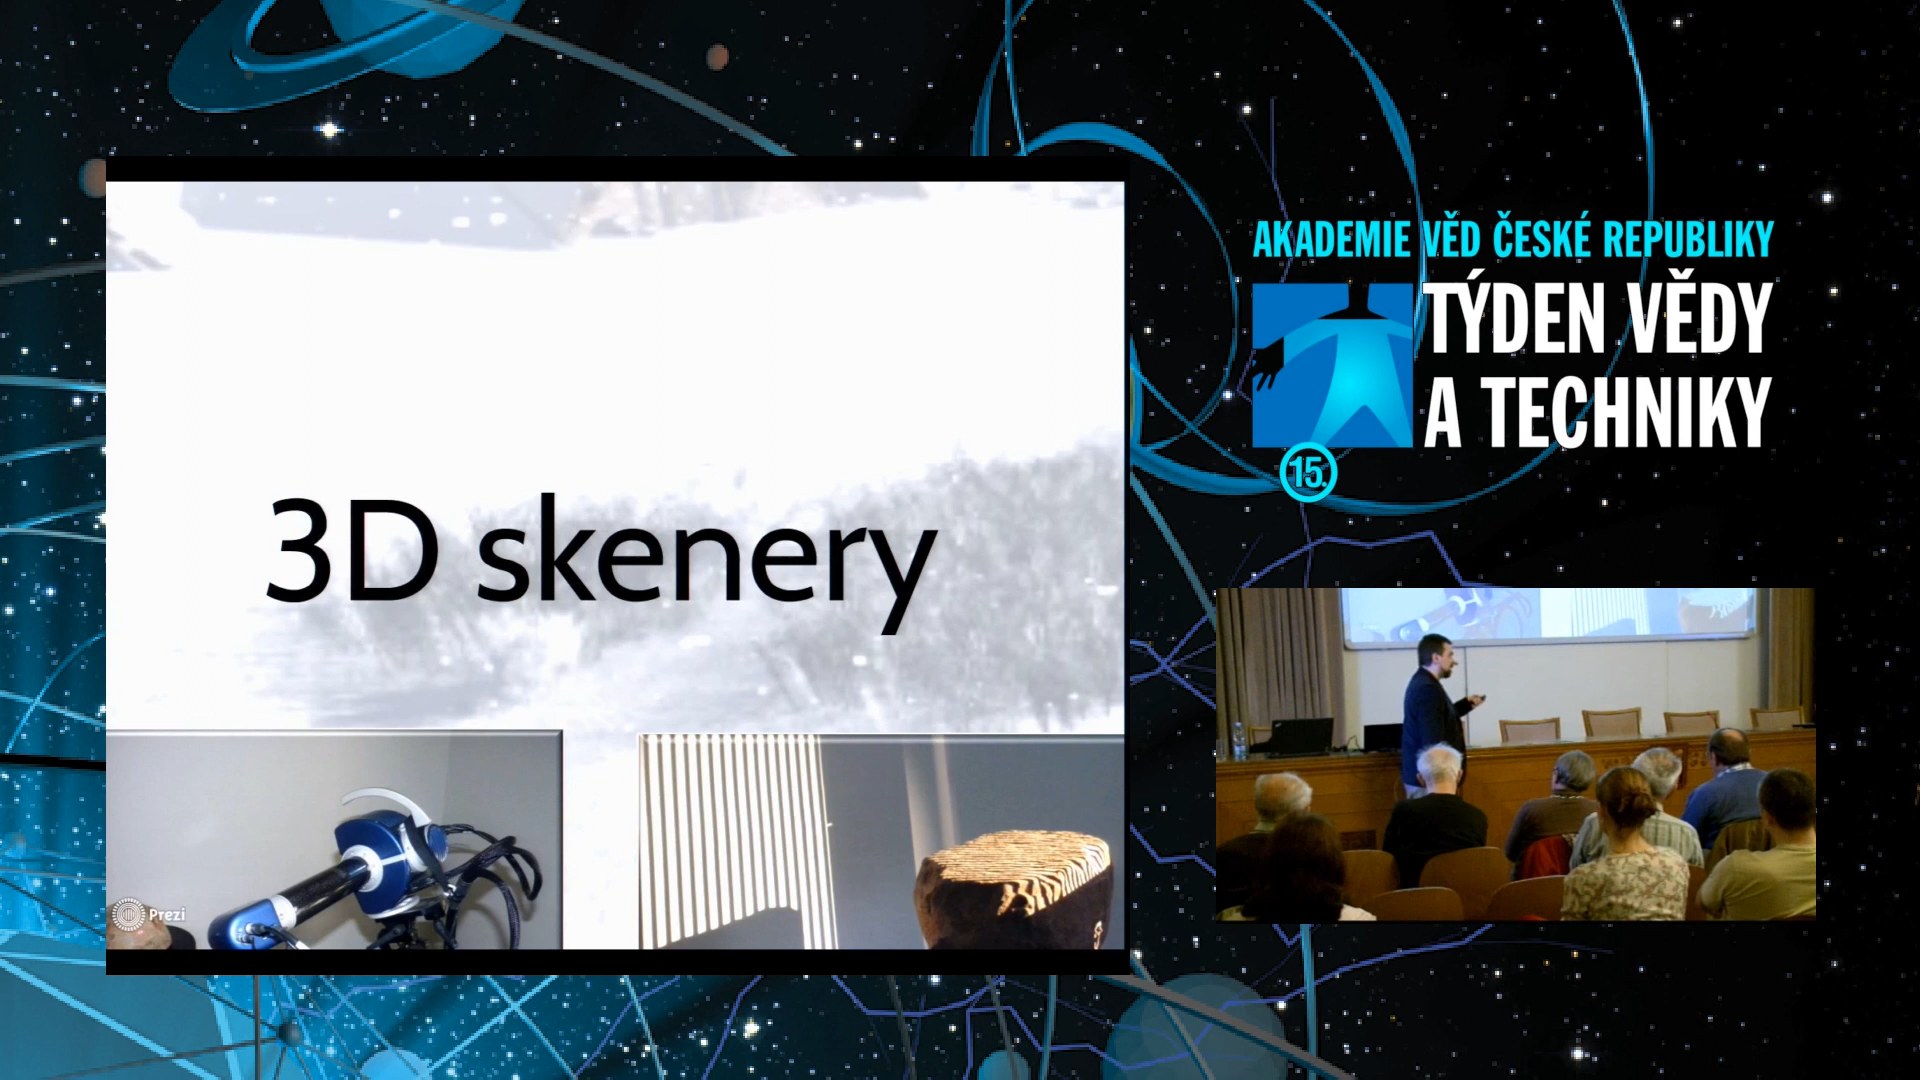 3D skenery
Prezi
AKADEMIE VĚD ČESKÉ REPUBLIKY
TÝDEN VĚDY
A TECHNIKY
15.